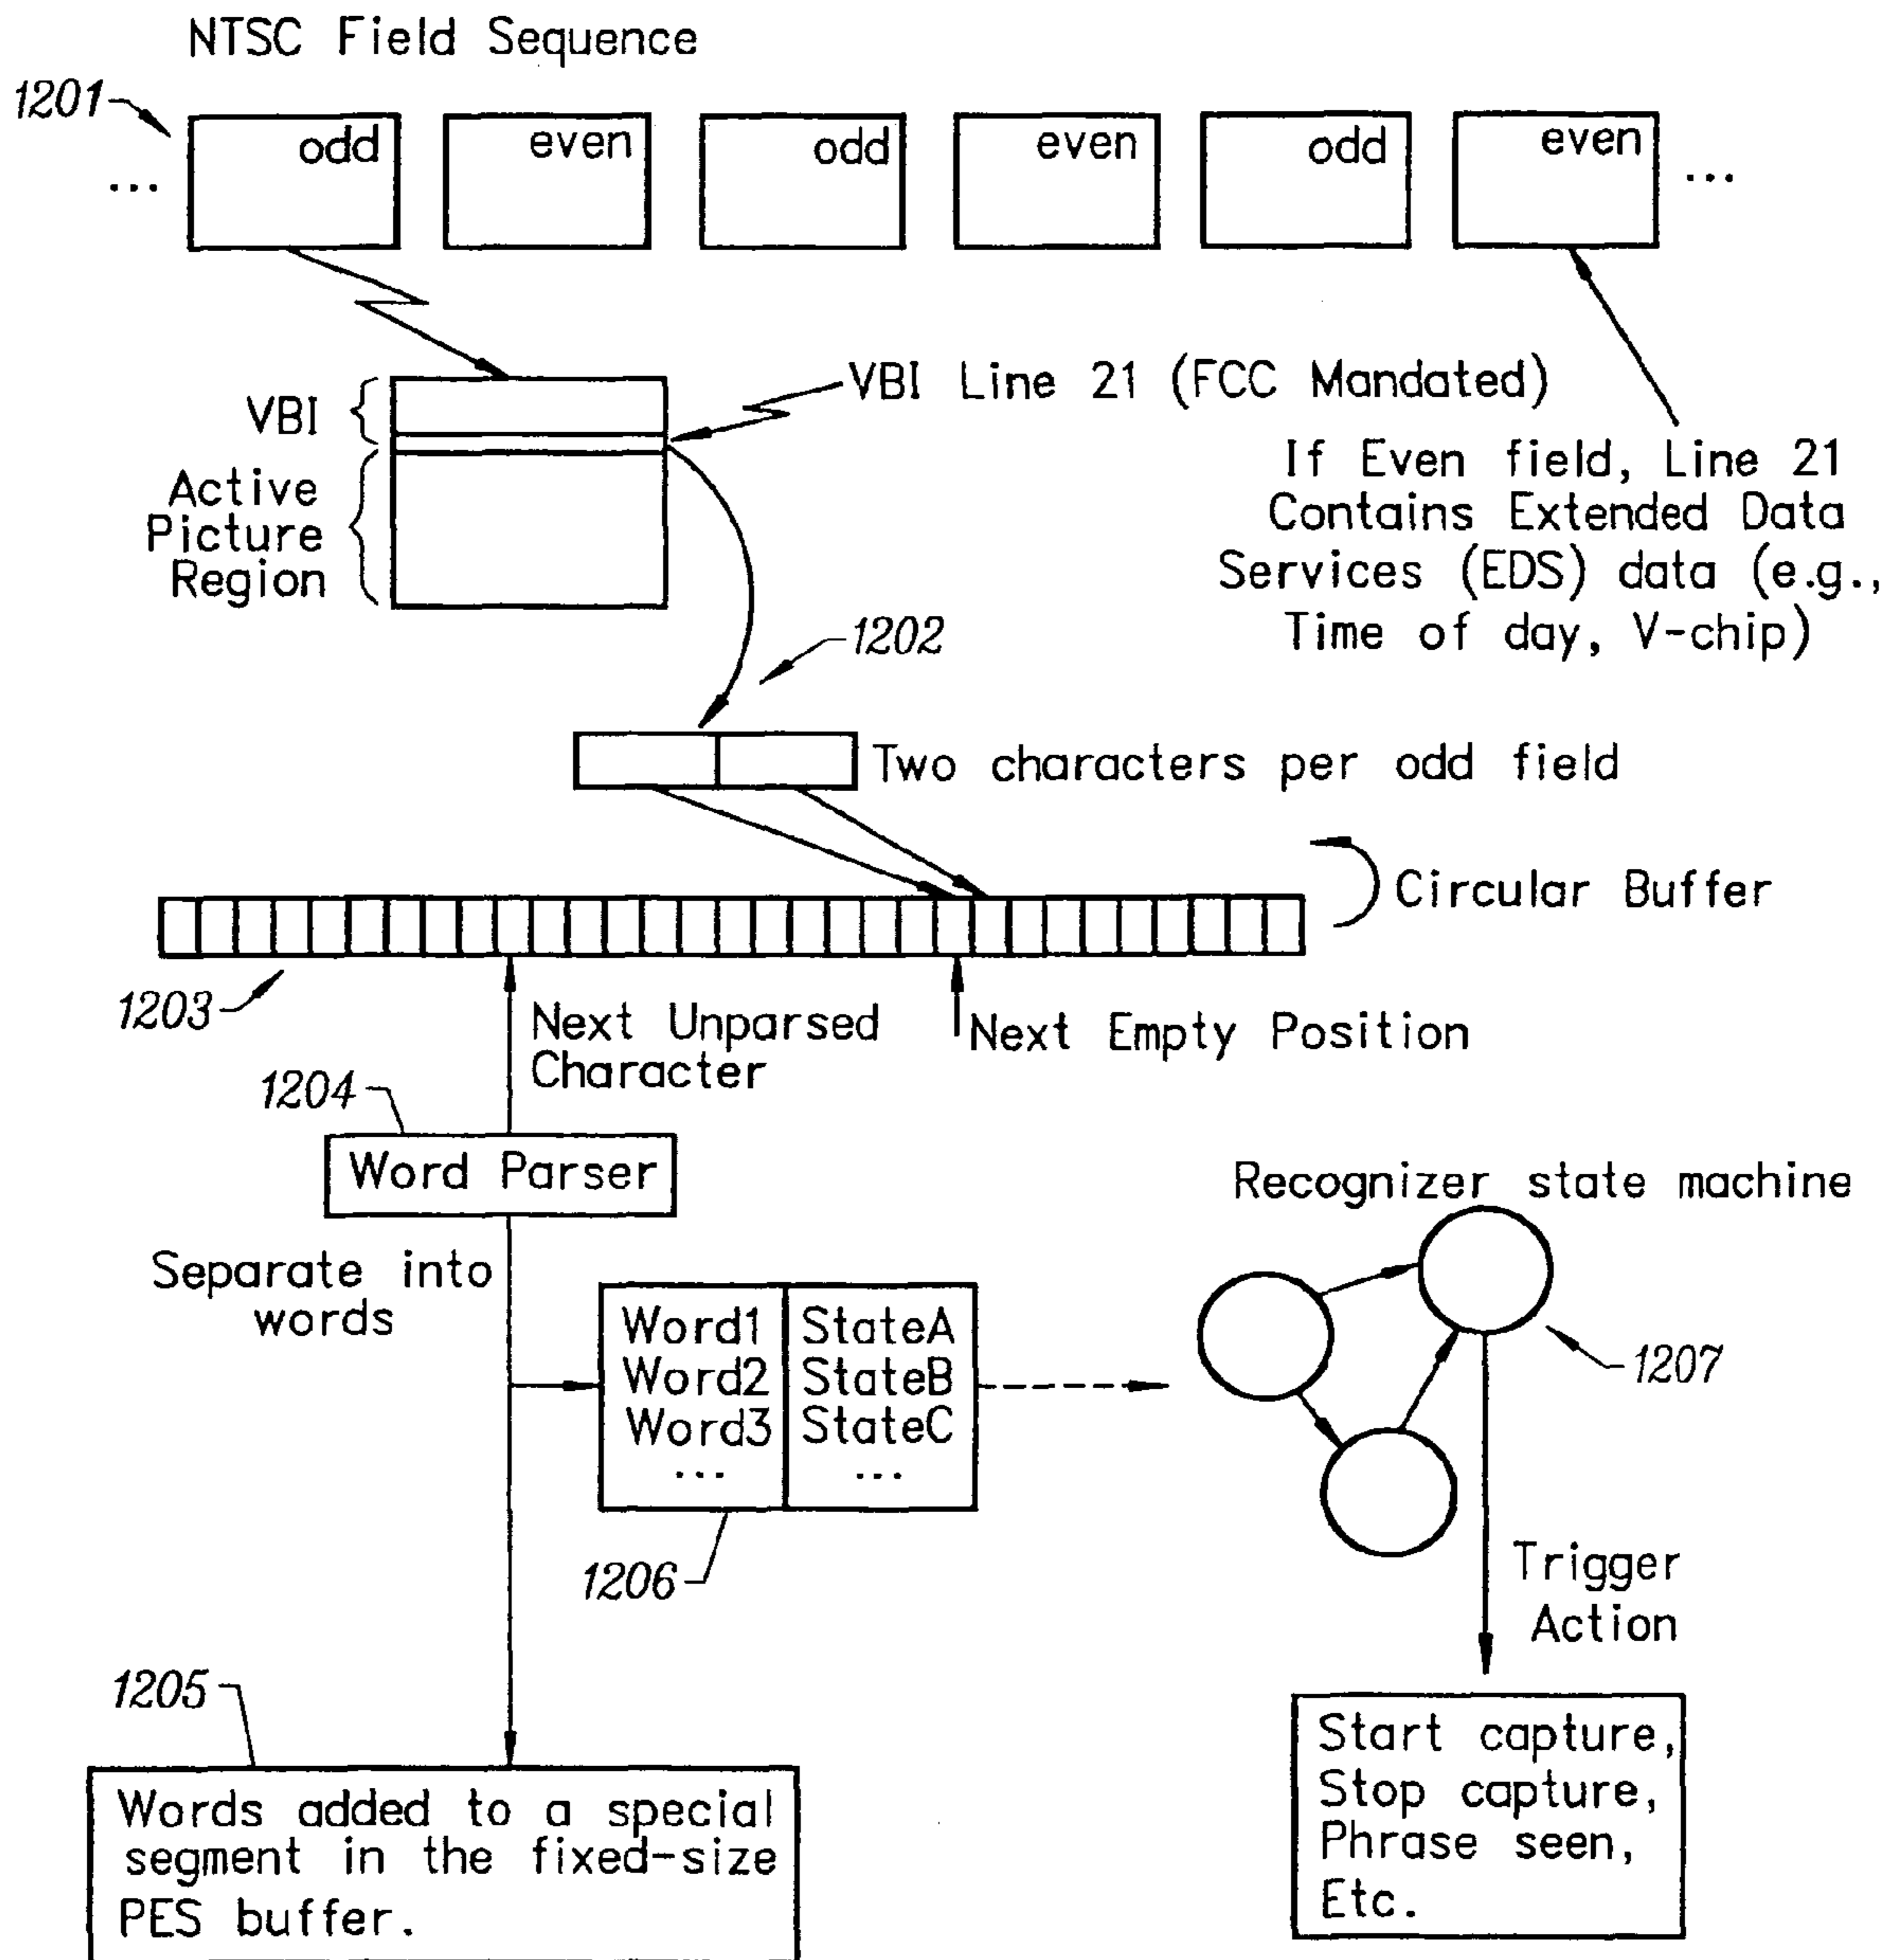 NTSC Field Sequence
1201
odd
even
odd
even
odd
even
...
...
VBI
VBI Line 21 (FCC Mandated)
Active
Picture
Region
If Even field, Line 21
Contains Extended Data
Services (EDS) data (e.g.,
Time of day, V-chip)
1202
Two characters per odd field
Circular Buffer
1203
Next Unparsed
Character
Next Empty Position
1204
Word Parser
Recognizer state machine
Separate into
words
Word1 StateA
Word2 StateB
Word3 StateC
... ...
1207
1206
Trigger
Action
1205
Words added to a special
segment in the fixed-size
PES buffer.
Start capture,
Stop capture,
Phrase seen,
Etc.